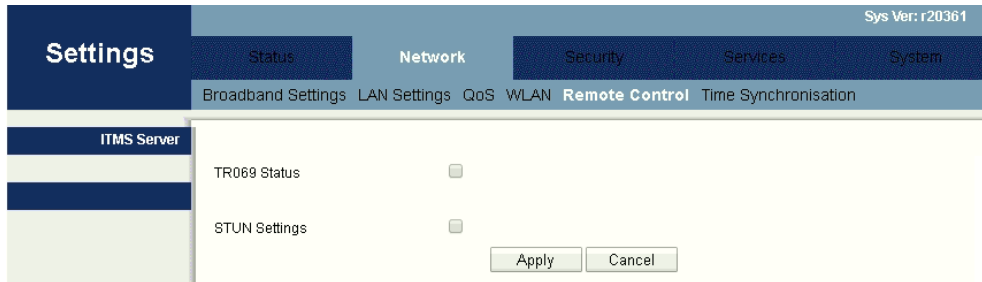 Sys Ver: r20361
Settings
Status Network Security Services System
Broadband Settings LAN Settings QoS WLAN Remote Control Time Synchronisation
ITMS Server
TR069 Status
STUN Settings
Apply Cancel